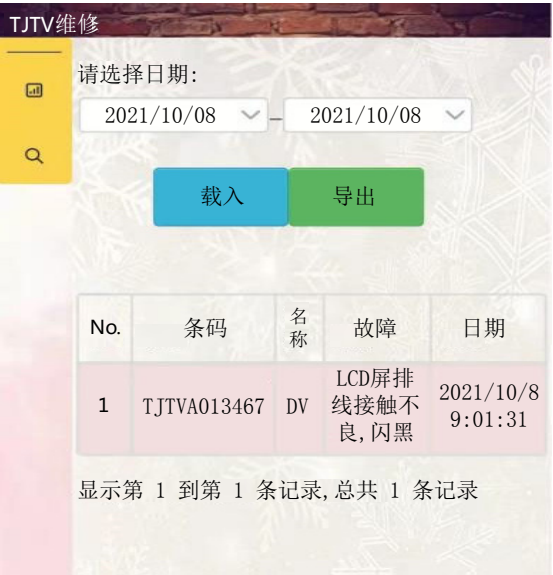 TJTV维修
请选择日期:
2021/10/08 – 2021/10/08
载入 导出
No. 条码 名称 故障 日期
1 TJTVA013467 DV LCD屏排线接触不良,闪黑 2021/10/8 9:01:31
显示第 1 到第 1 条记录,总共 1 条记录